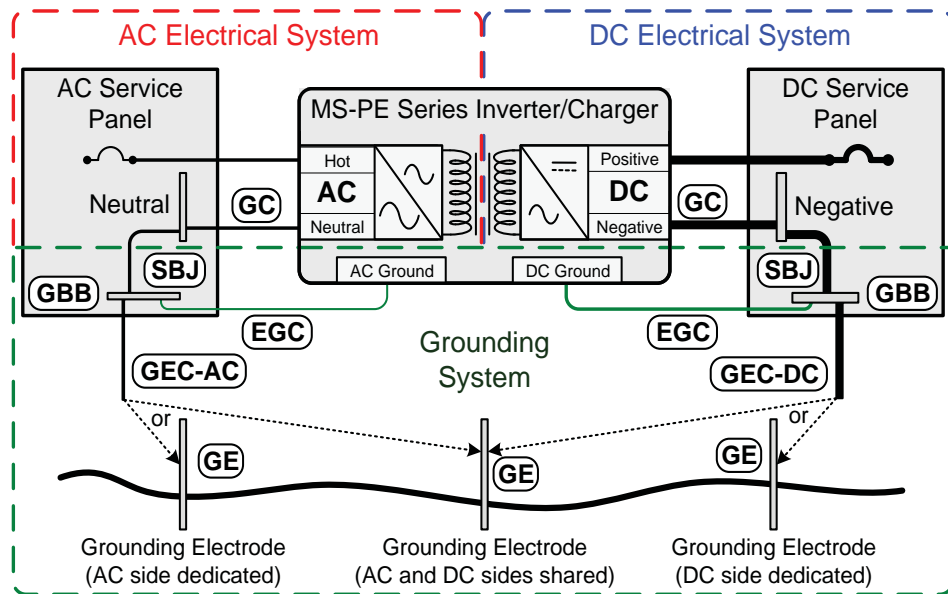 AC Electrical System
DC Electrical System
AC Service
Panel
MS-PE Series Inverter/Charger
DC Service
Panel
Hot
AC
Neutral
Positive
DC
Negative
Neutral
GC
GC
Negative
SBJ
SBJ
GBB
GBB
AC Ground
DC Ground
EGC
EGC
Grounding
System
GEC-AC
GEC-DC
or
or
GE
GE
GE
Grounding Electrode
(AC side dedicated)
Grounding Electrode
(AC and DC sides shared)
Grounding Electrode
(DC side dedicated)